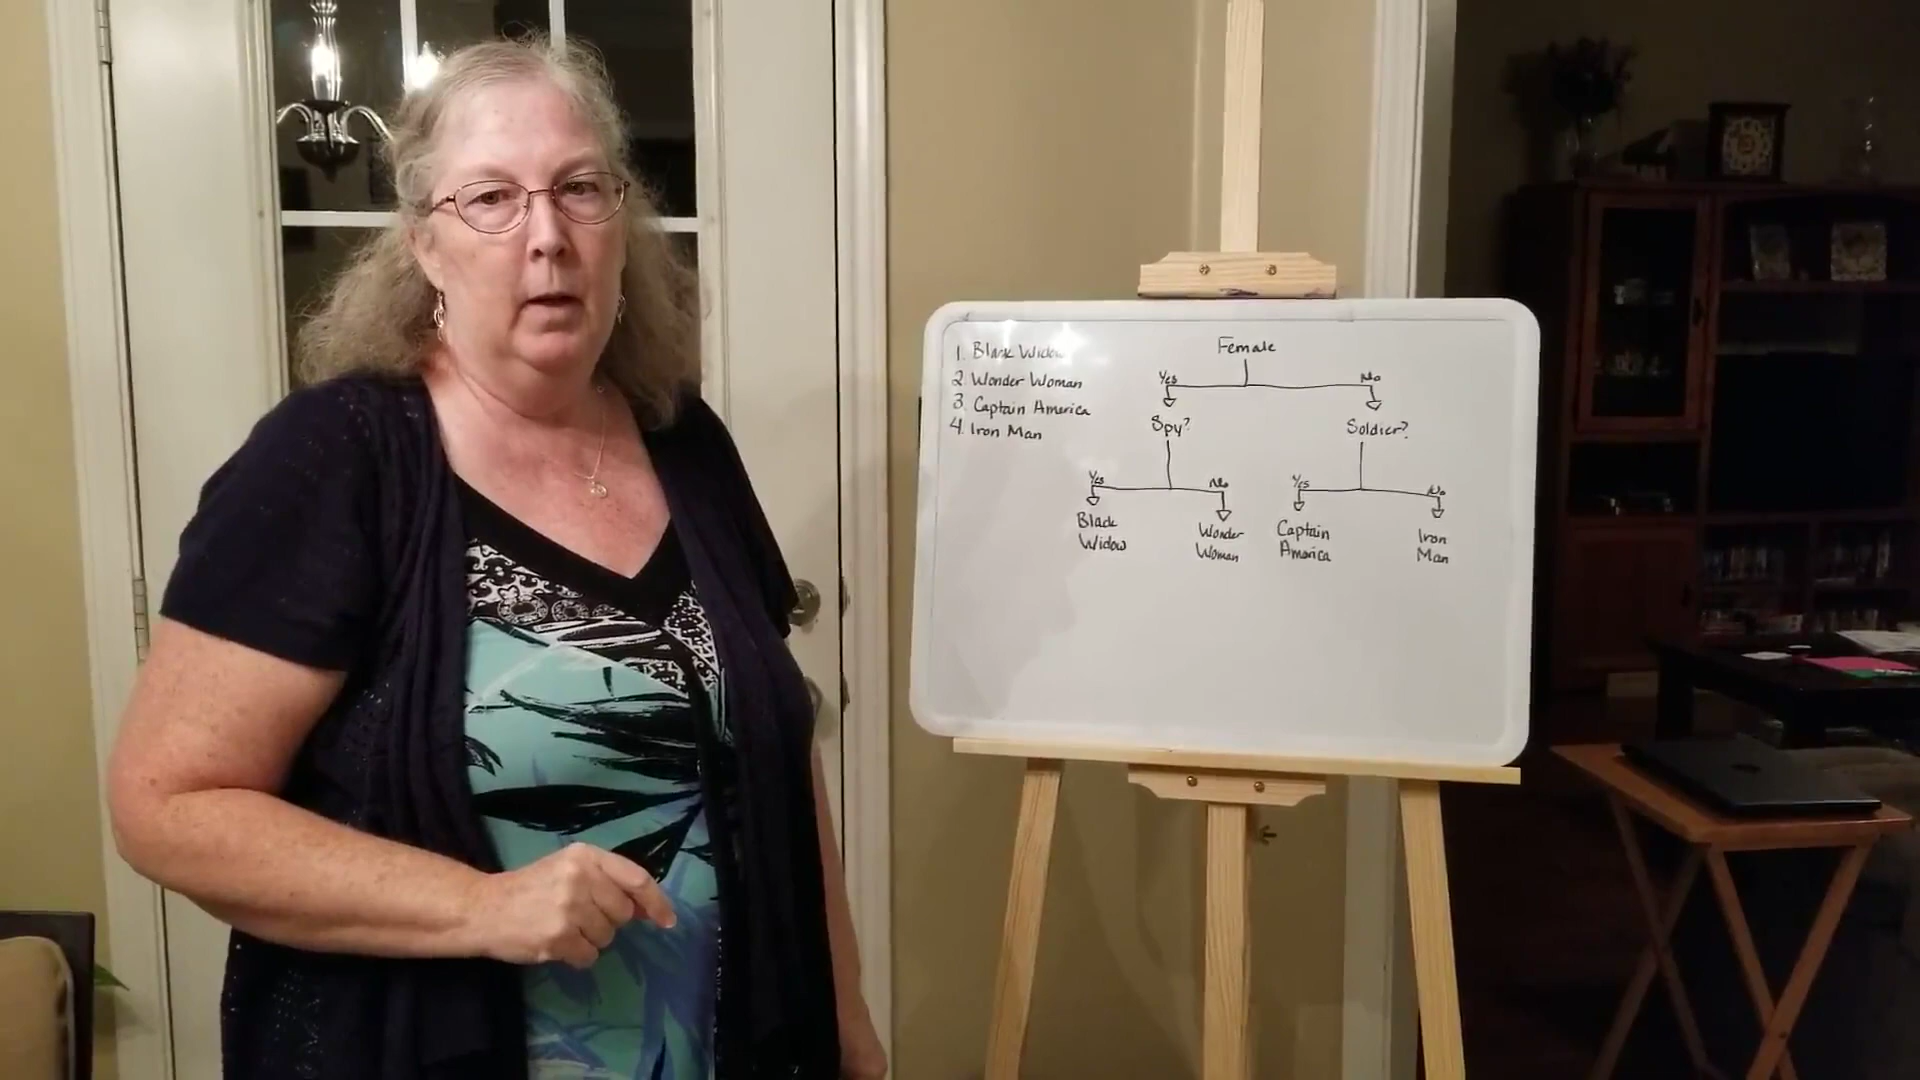 1. Black Widow
2. Wonder Woman
3. Captain America
4. Iron Man
Female
Yes No
Spy? Soldier?
Yes No Yes No
Black Widow
Wonder Woman
Captain America
Iron Man